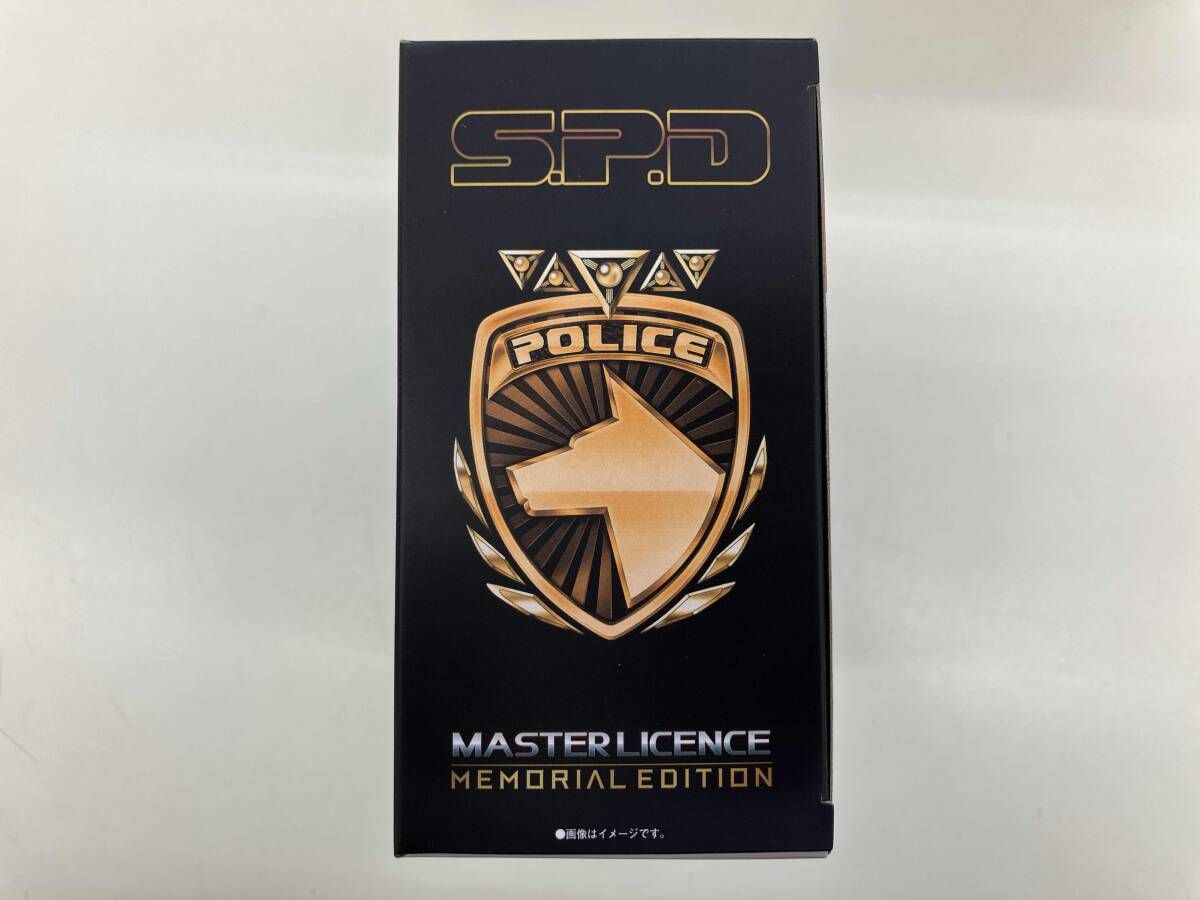 S.P.D
POLICE
MASTER LICENCE
MEMORIAL EDITION
●画像はイメージです。